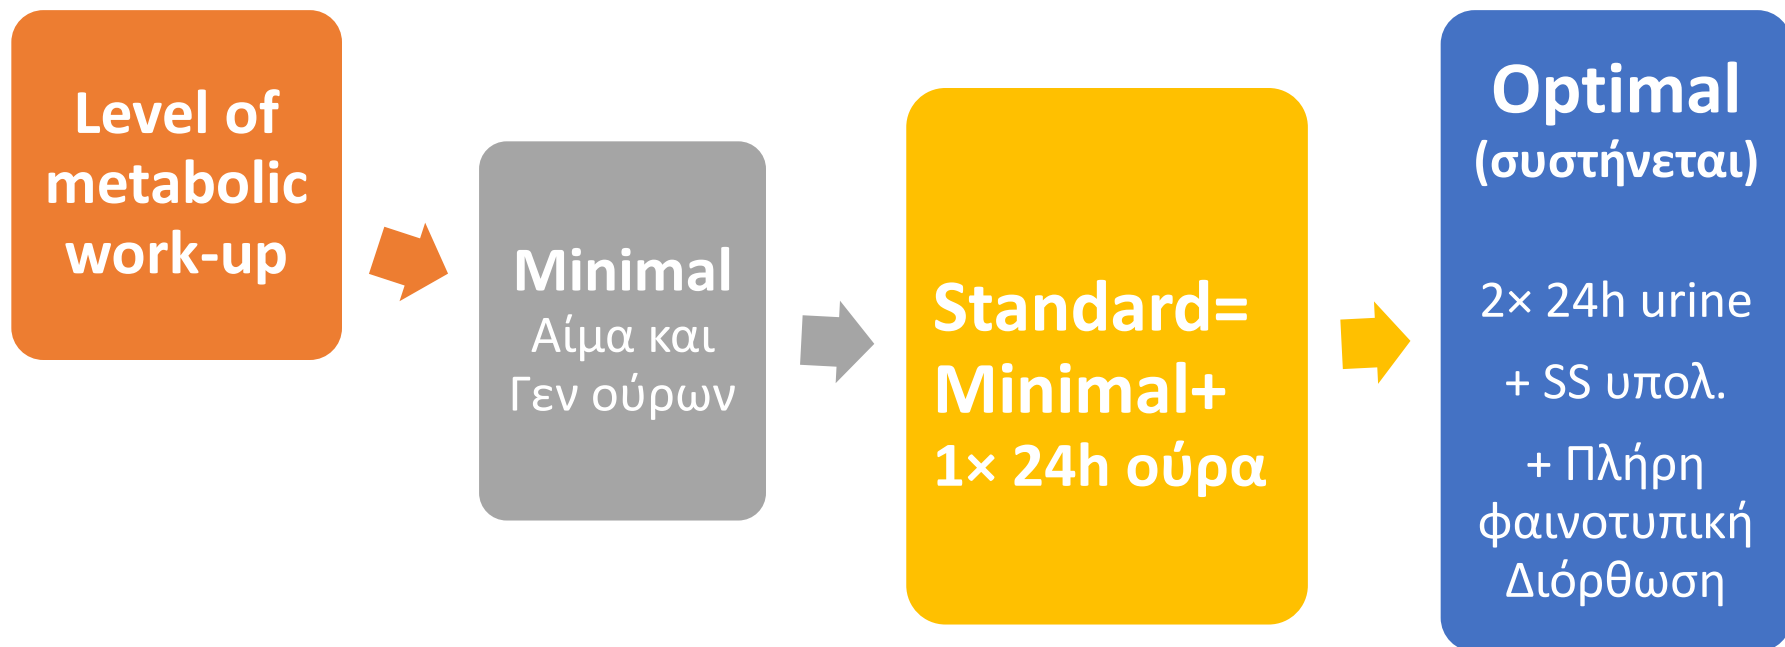 Level of
metabolic
work-up
Minimal
Αίμα και
Γεν ούρων
Standard=
Minimal+
1× 24h ούρα
Optimal
(συστήνεται)
2× 24h urine
+ SS υπολ.
+ Πλήρη
φαινοτυπική
Διόρθωση